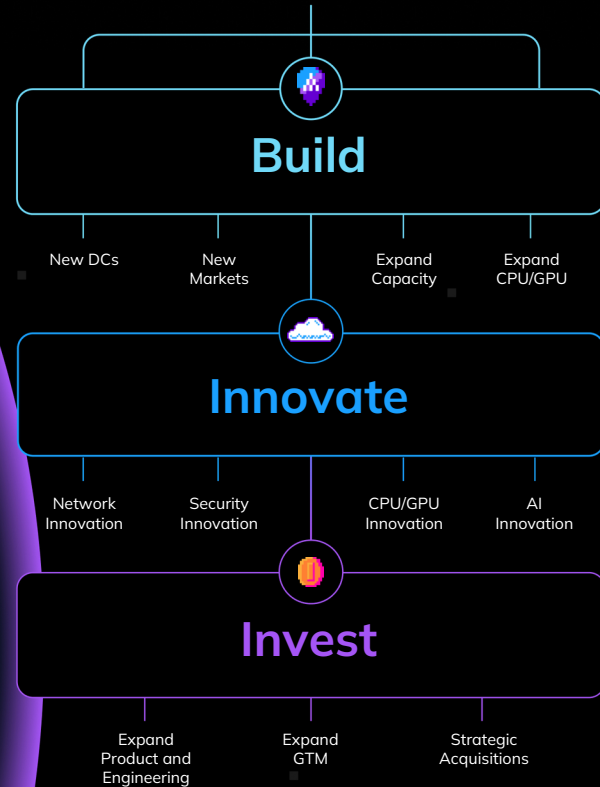 Build
New DCs
New
Markets
Expand
Capacity
Expand
CPU/GPU
Innovate
Network
Innovation
Security
Innovation
CPU/GPU
Innovation
AI
Innovation
Invest
Expand
Product and
Engineering
Expand
GTM
Strategic
Acquisitions